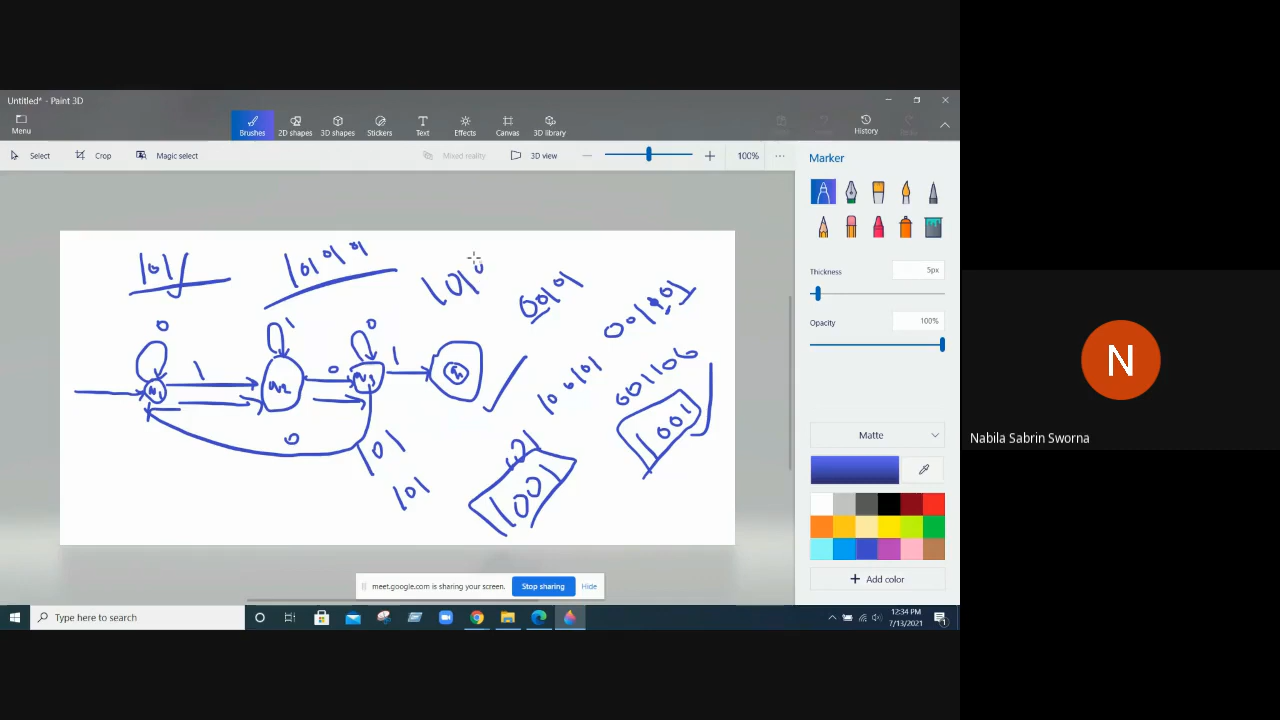 Untitled* - Paint 3D
Menu
Brushes
2D shapes
3D shapes
Stickers
Text
Effects
Crop
Canvas
3D library
History
Select
Magic select
Mixed reality
3D view
100%
Marker
Thickness
5px
Opacity
100%
Matte
Add color
101
10101
1010
00101
0
1
0
1
0
1
0
101
101
1001
1001
meet.google.com is sharing your screen.
Stop sharing
Hide
Type here to search
12:34 PM
7/13/2021
N
Nabila Sabrin Sworna